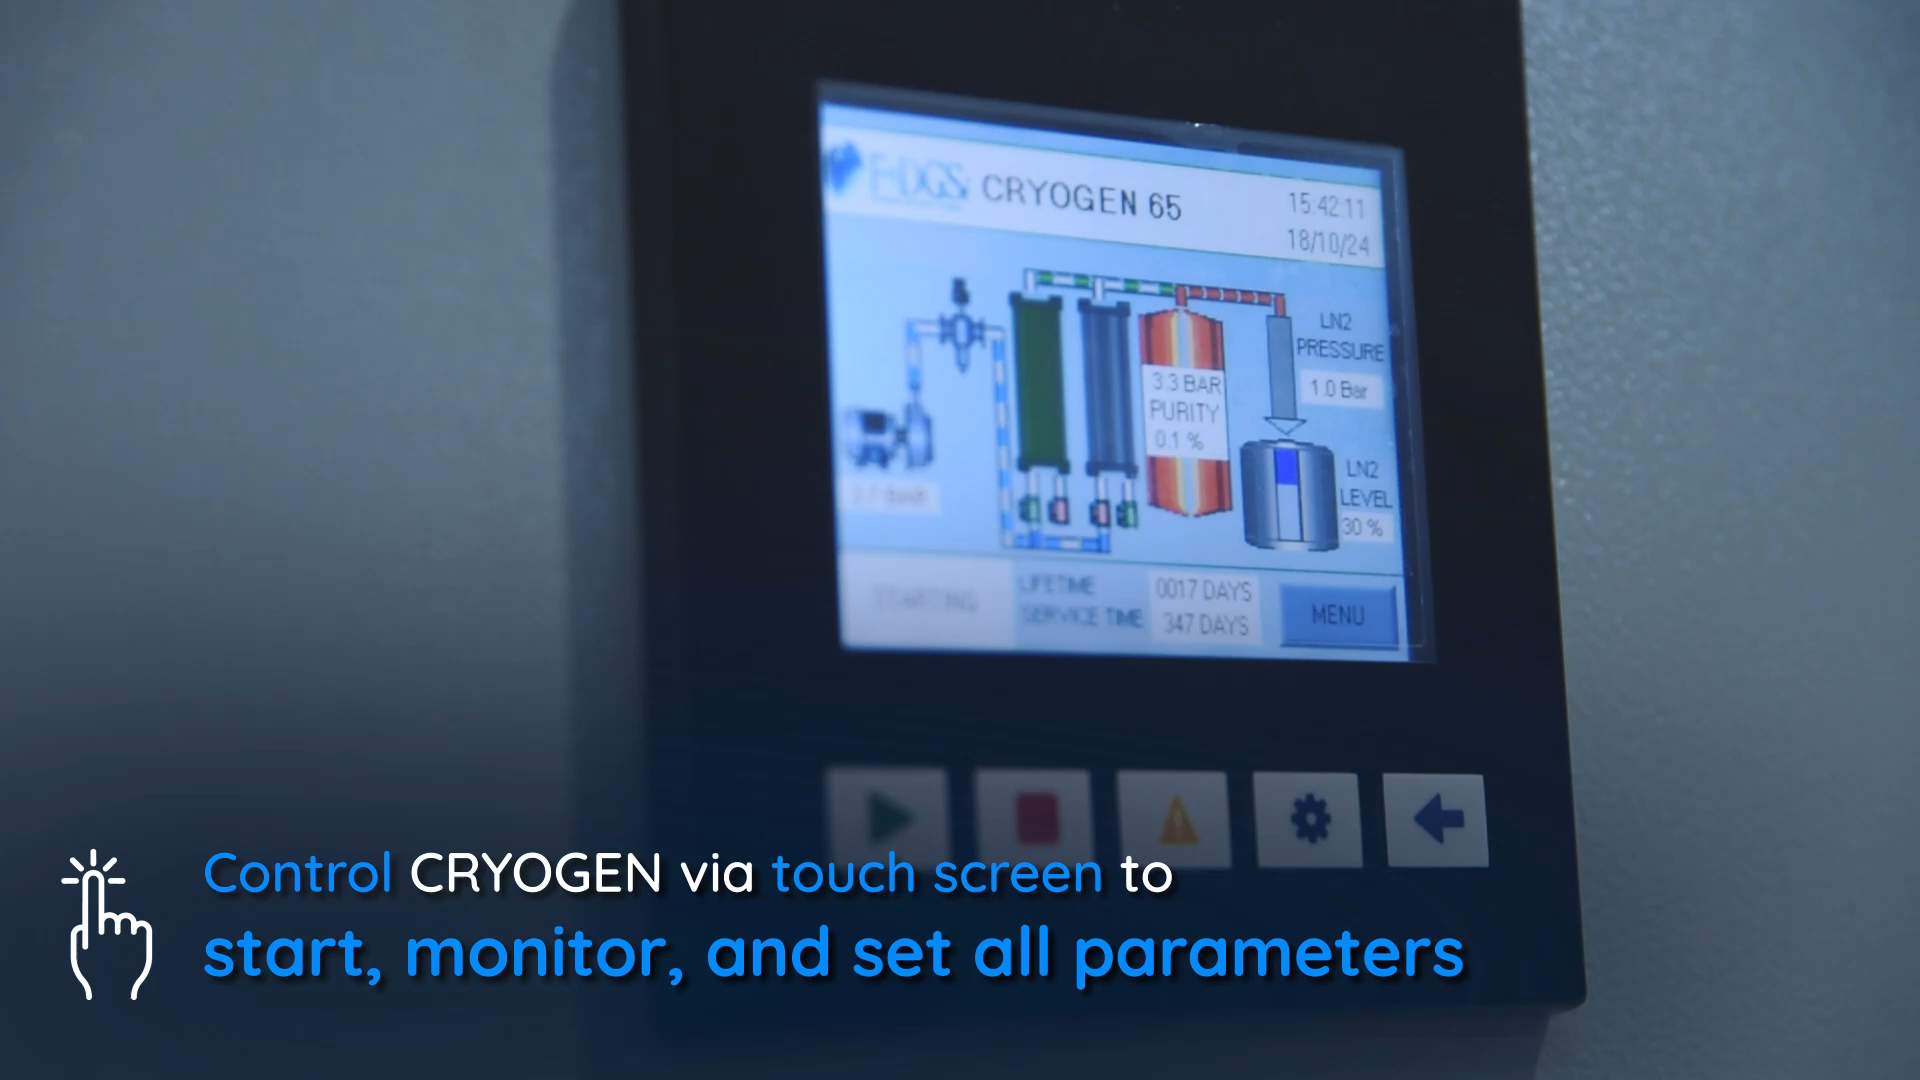 CRYOGEN 65
15:42:11
18/10/24
LN2
PRESSURE
1.0 Bar
3.3 BAR
PURITY
0.1 %
LN2
LEVEL
30 %
STARTING
LIFETIME
0017 DAYS
SERVICE TIME
347 DAYS
MENU
Control CRYOGEN via touch screen to
start, monitor, and set all parameters